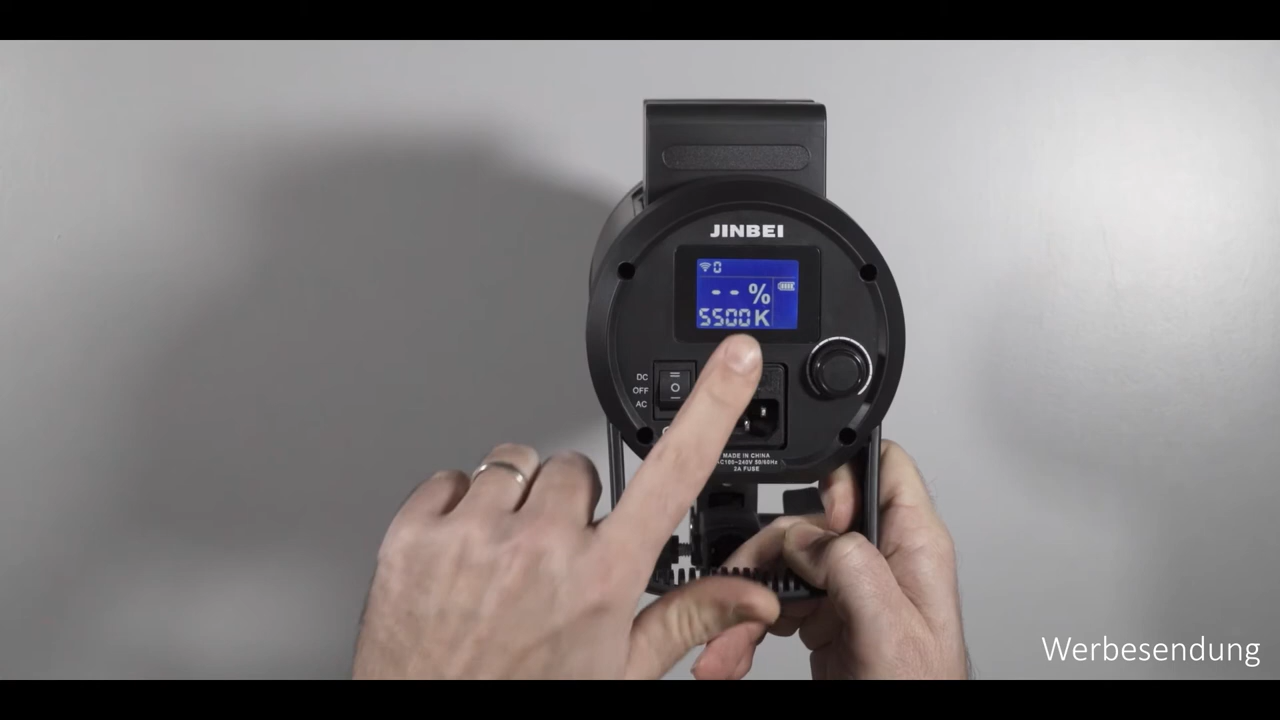 JINBEI
0
-- %
5500K
DC
OFF
AC
MADE IN CHINA
AC100~240V 50/60Hz
2A FUSE
Werbesendung